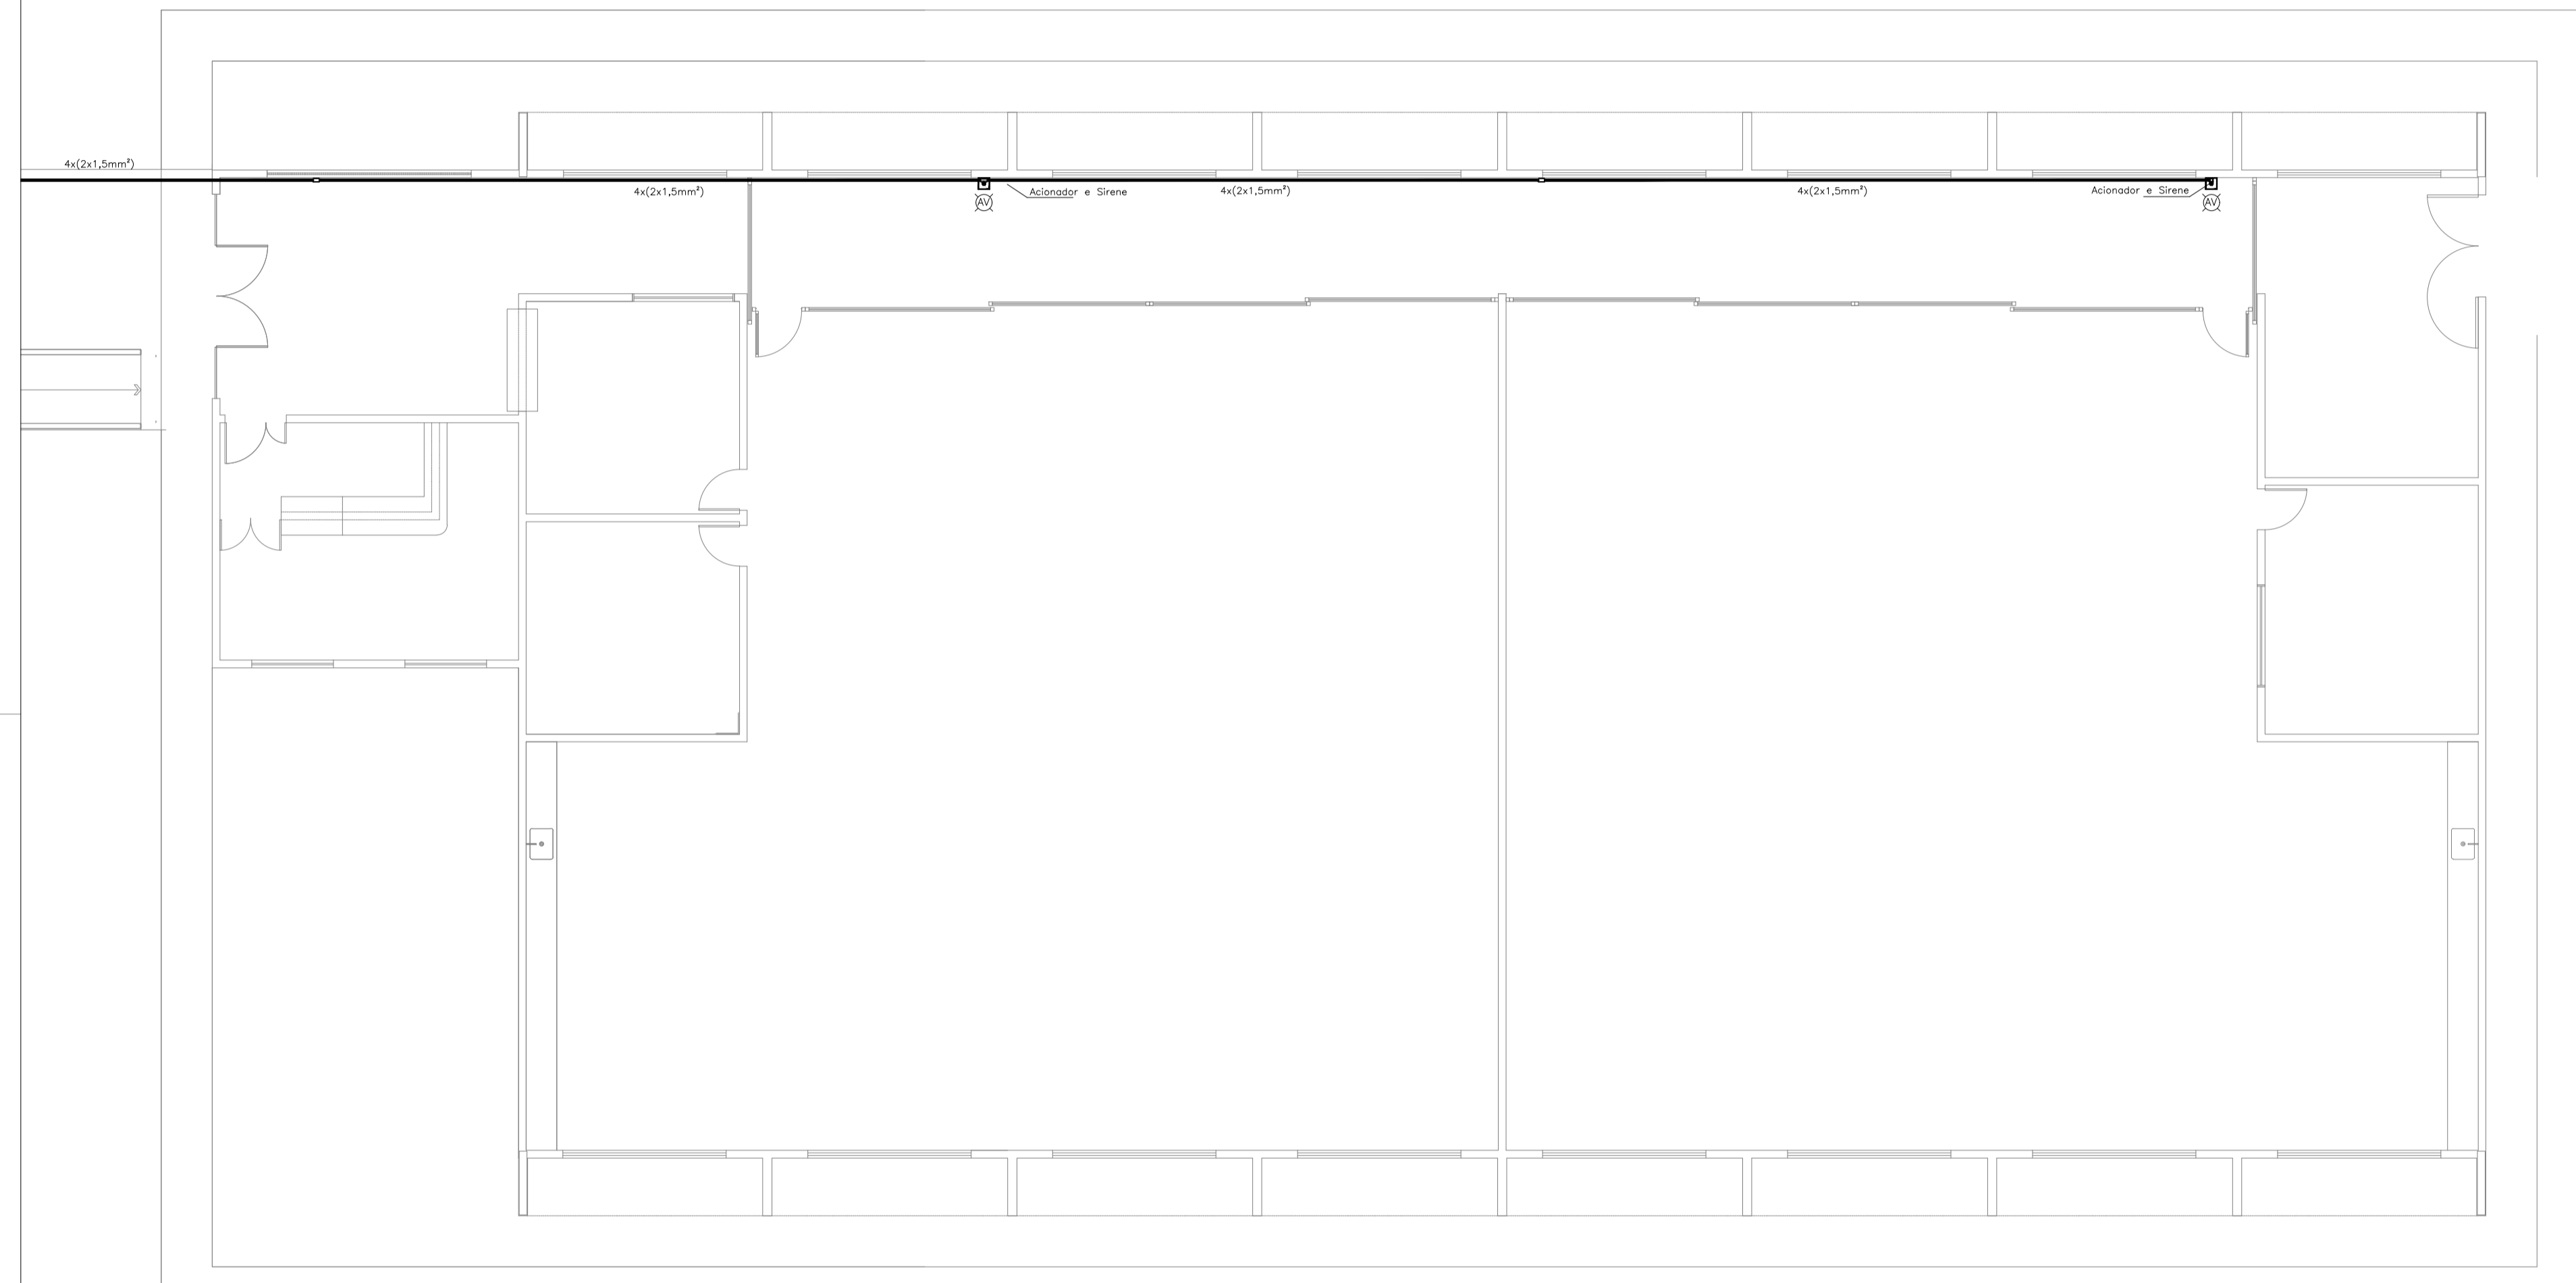 4x(2x1,5mm²)
4x(2x1,5mm²)
Acionador e Sirene
4x(2x1,5mm²)
4x(2x1,5mm²)
Acionador e Sirene
AV
AV